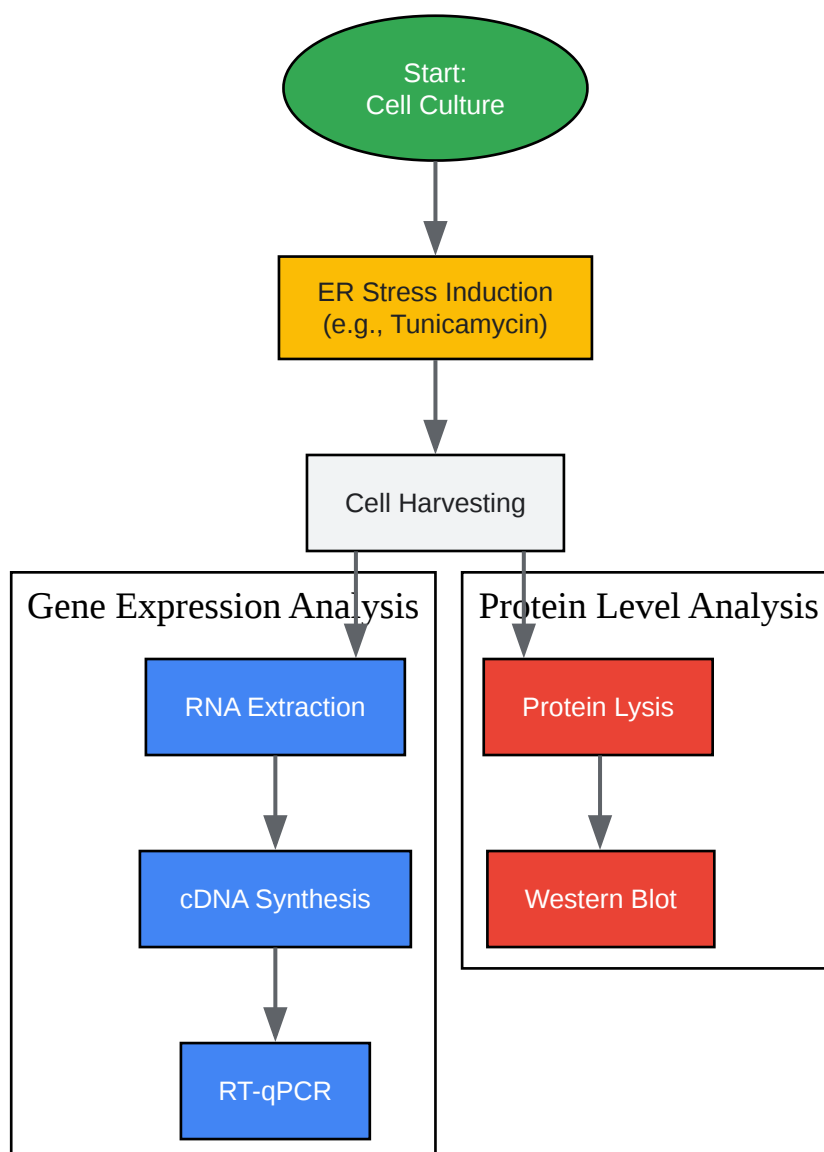 Start:
Cell Culture
ER Stress Induction
(e.g., Tunicamycin)
Cell Harvesting
Gene Expression Analysis
RNA Extraction
cDNA Synthesis
RT-qPCR
Protein Level Analysis
Protein Lysis
Western Blot